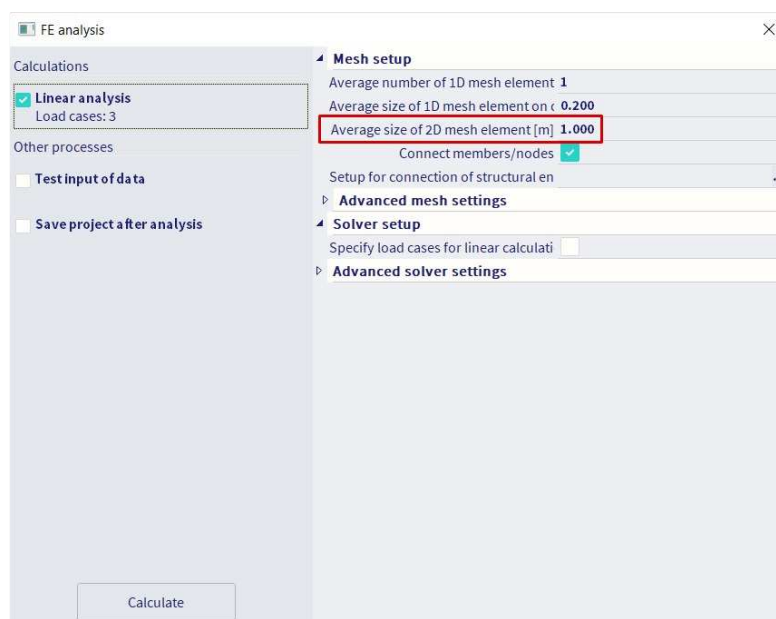 FE analysis
Calculations
Linear analysis
Load cases: 3
Other processes
Test input of data
Save project after analysis
Calculate
Mesh setup
Average number of 1D mesh element 1
Average size of 1D mesh element on c 0.200
Average size of 2D mesh element [m] 1.000
Connect members/nodes
Setup for connection of structural en
Advanced mesh settings
Solver setup
Specify load cases for linear calculati
Advanced solver settings